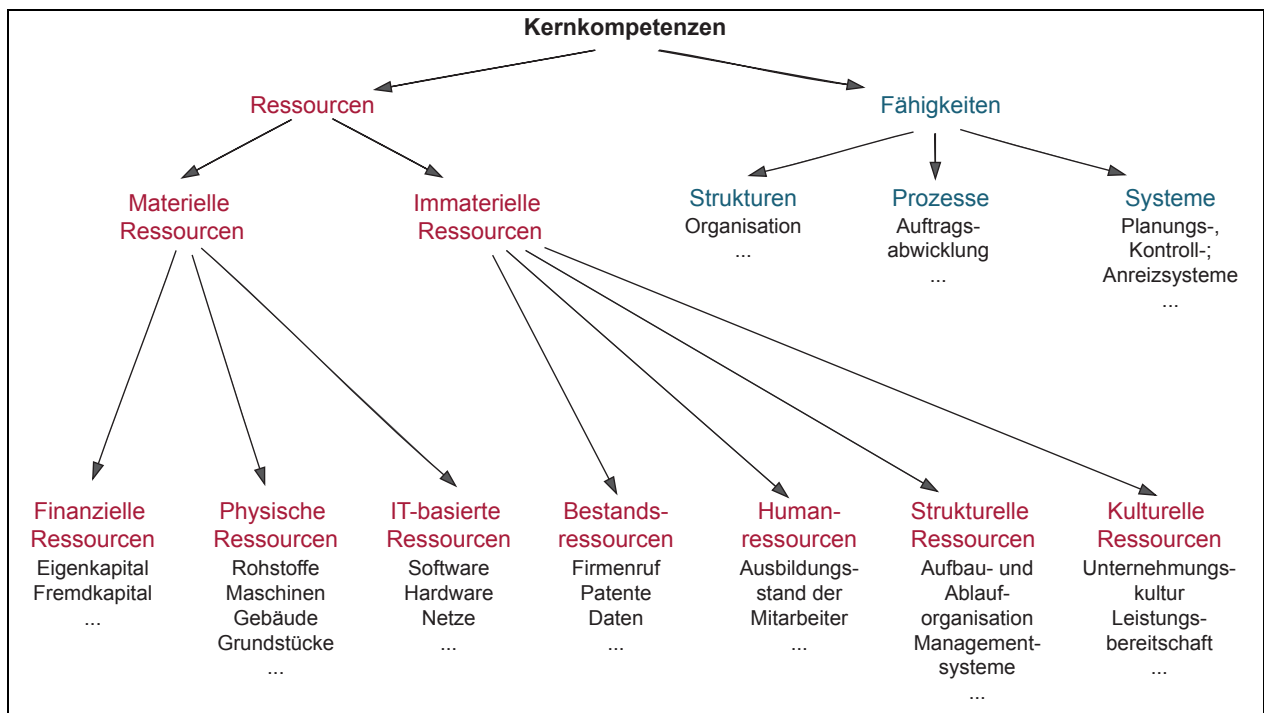 Kernkompetenzen
Ressourcen
Fähigkeiten
Materielle
Ressourcen
Immaterielle
Ressourcen
Strukturen
Organisation
...
Prozesse
Auftrags-
abwicklung
...
Systeme
Planungs-,
Kontroll-;
Anreizsysteme
...
Finanzielle
Ressourcen
Eigenkapital
Fremdkapital
...
Physische
Ressourcen
Rohstoffe
Maschinen
Gebäude
Grundstücke
...
IT-basierte
Ressourcen
Software
Hardware
Netze
...
Bestands-
ressourcen
Firmenruf
Patente
Daten
...
Human-
ressourcen
Ausbildungs-
stand der
Mitarbeiter
...
Strukturelle
Ressourcen
Aufbau- und
Ablauf-
organisation
Management-
systeme
...
Kulturelle
Ressourcen
Unternehmungs-
kultur
Leistungs-
bereitschaft
...